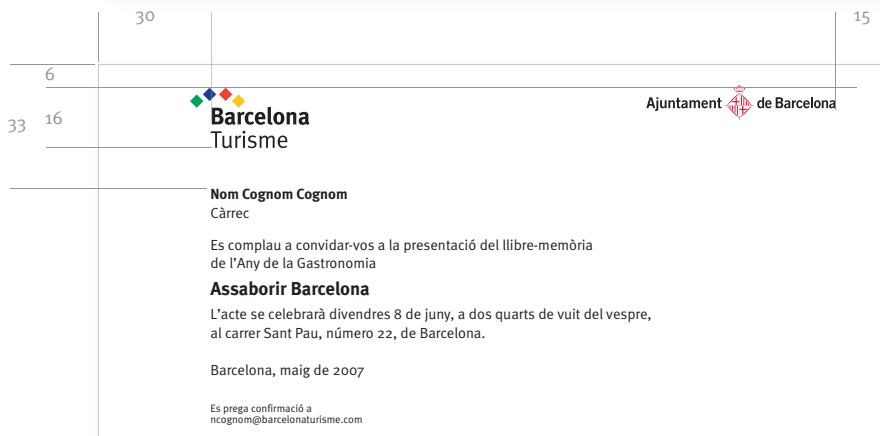 30
15
6
33
16
Barcelona
Turisme
Ajuntament de Barcelona
Nom Cognom Cognom
Càrrec
Es complau a convidar-vos a la presentació del llibre-memòria
de l'Any de la Gastronomia
Assaborir Barcelona
L'acte se celebrarà divendres 8 de juny, a dos quarts de vuit del vespre,
al carrer Sant Pau, número 22, de Barcelona.
Barcelona, maig de 2007
Es prega confirmació a
ncognom@barcelonaturisme.com